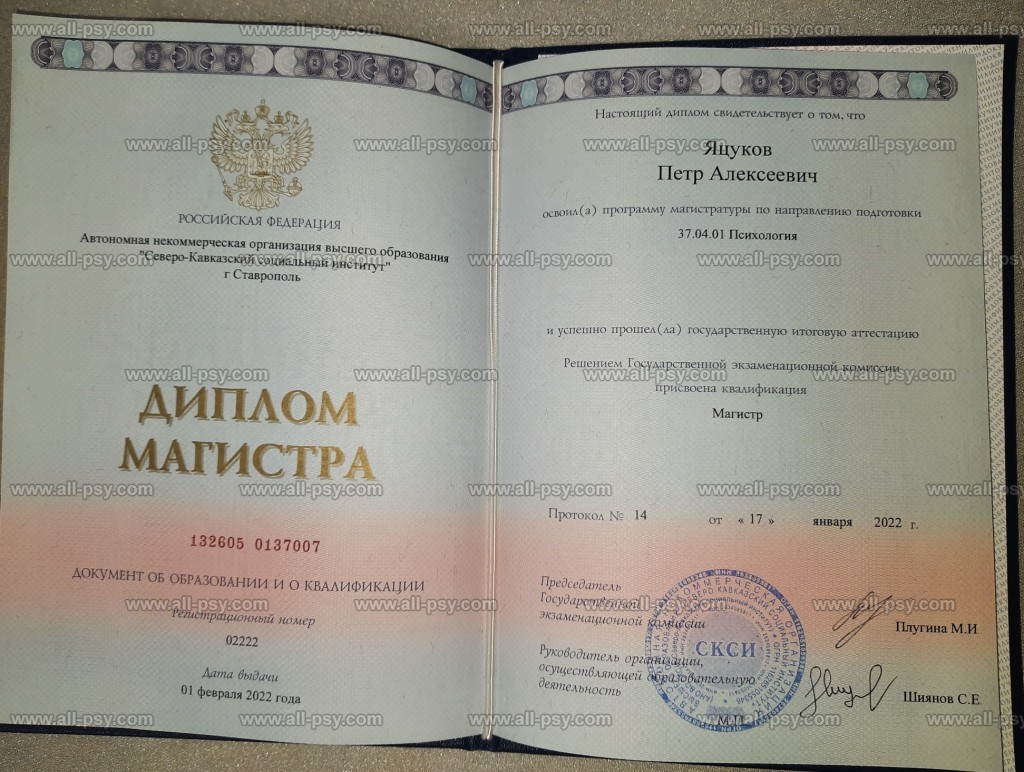 РОССИЙСКАЯ ФЕДЕРАЦИЯ
Автономная некоммерческая организация высшего образования
"Северо-Кавказский социальный институт"
г Ставрополь
ДИПЛОМ
МАГИСТРА
132605 0137007
ДОКУМЕНТ ОБ ОБРАЗОВАНИИ И О КВАЛИФИКАЦИИ
Регистрационный номер
02222
Дата выдачи
01 февраля 2022 года
Настоящий диплом свидетельствует о том, что
Яцуков
Петр Алексеевич
освоил(а) программу магистратуры по направлению подготовки
37.04.01 Психология
и успешно прошел(ла) государственную итоговую аттестацию
Решением Государственной экзаменационной комиссии
присвоена квалификация
Магистр
Протокол № 14 от « 17 » января 2022 г.
Председатель
Государственной
экзаменационной комиссии
Плугина М.И
Руководитель организации,
осуществляющей образовательную
деятельность
Шиянов С.Е
М.П.
СКСИ
www.all-psy.com